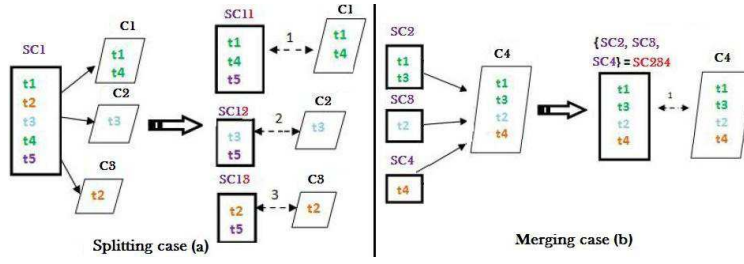 SC1
t1
t2
t3
t4
t5
C1
t1
t4
C2
t3
C3
t2
SC11
t1
t4
t5
1
C1
t1
t4
SC12
t3
t5
2
C2
t3
SC13
t2
t5
3
C3
t2
Splitting case (a)
SC2
t1
t3
SC3
t2
SC4
t4
C4
t1
t3
t2
t4
{SC2, SC3,
SC4} = SC234
t1
t3
t2
t4
1
C4
t1
t3
t2
t4
Merging case (b)